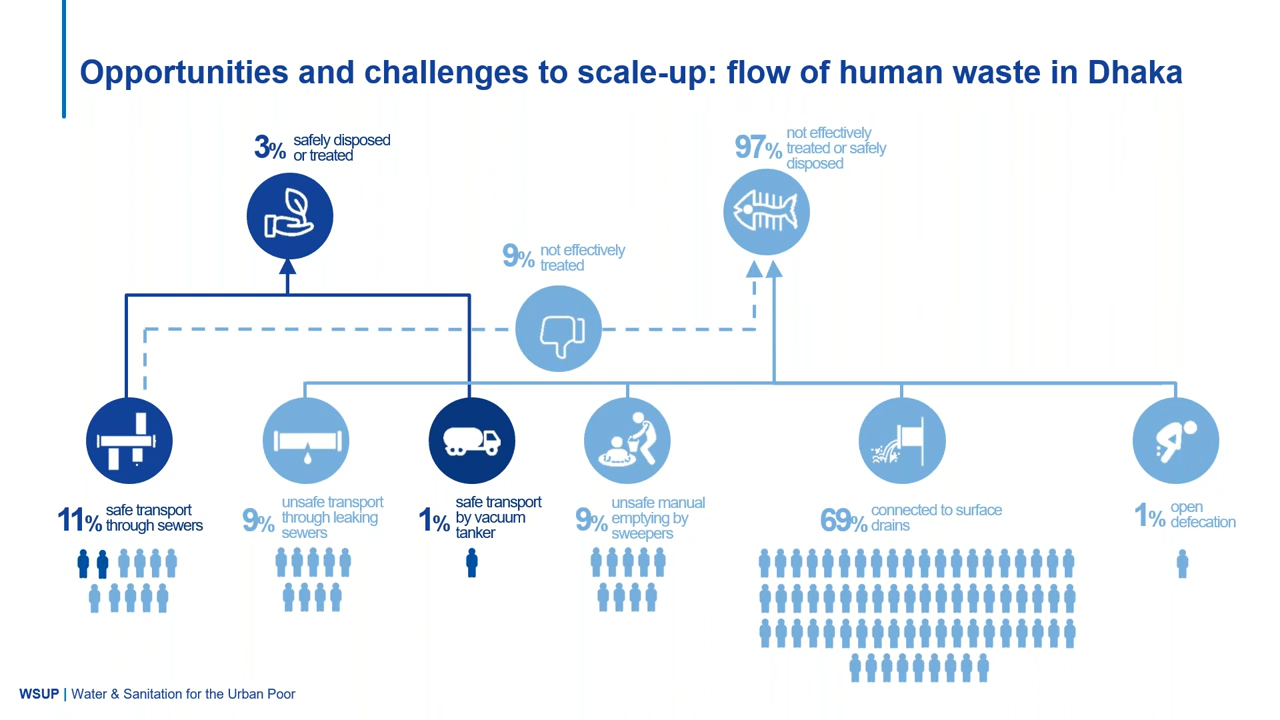 Opportunities and challenges to scale-up: flow of human waste in Dhaka
3% safely disposed
or treated
97% not effectively
treated or safely
disposed
9% not effectively
treated
11% safe transport
through sewers
9% unsafe transport
through leaking
sewers
1% safe transport
by vacuum
tanker
9% unsafe manual
emptying by
sweepers
69% connected to surface
drains
1% open
defecation
WSUP | Water & Sanitation for the Urban Poor